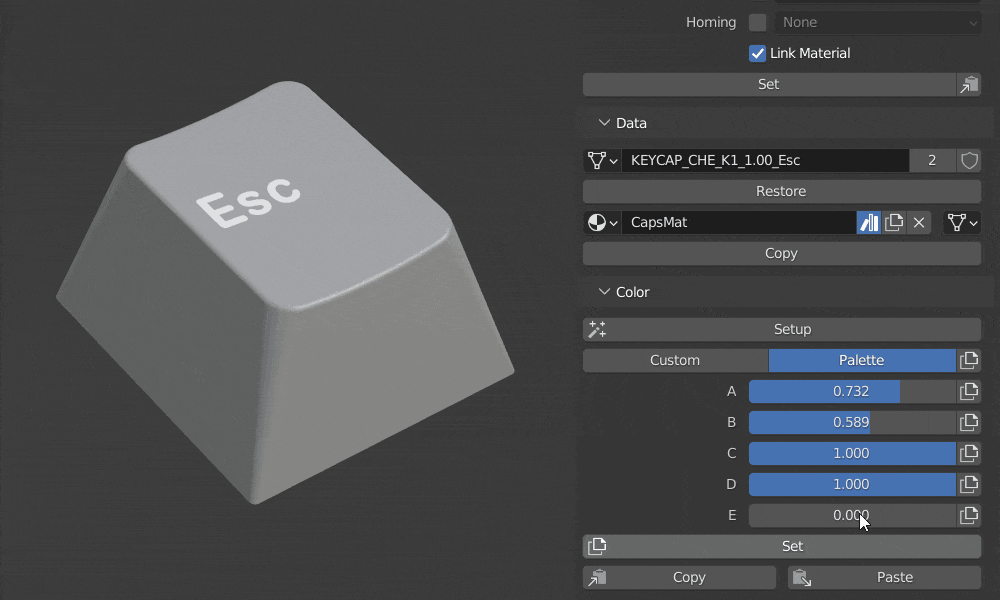 Esc
Homing None
Link Material
Set
Data
KEYCAP_CHE_K1_1.00_Esc 2
Restore
CapsMat
Copy
Color
Setup
Custom Palette
A 0.732
B 0.589
C 1.000
D 1.000
E 0.000
Set
Copy Paste